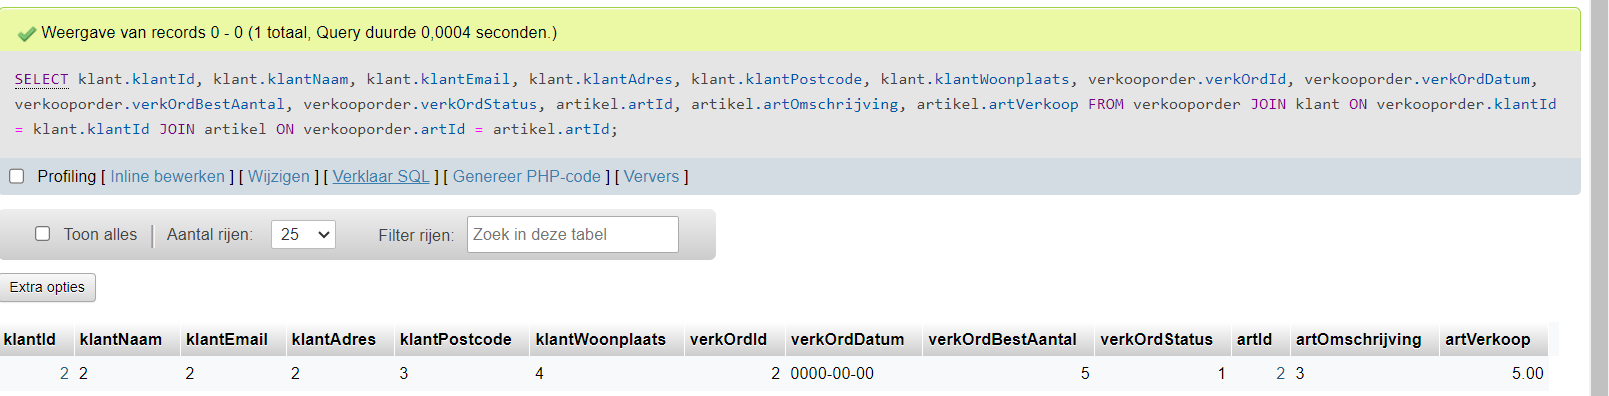 Weergave van records 0 - 0 (1 totaal, Query duurde 0,0004 seconden.)
SELECT klant.klantId, klant.klantNaam, klant.klantEmail, klant.klantAdres, klant.klantPostcode, klant.klantWoonplaats, verkooporder.verkOrdId, verkooporder.verkOrdDatum,
verkooporder.verkOrdBestAantal, verkooporder.verkOrdStatus, artikel.artId, artikel.artOmschrijving, artikel.artVerkoop FROM verkooporder JOIN klant ON verkooporder.klantId
= klant.klantId JOIN artikel ON verkooporder.artId = artikel.artId;
Profiling [ Inline bewerken ] [ Wijzigen ] [ Verklaar SQL ] [ Genereer PHP-code ] [ Ververs ]
Toon alles | Aantal rijen: 25 Filter rijen: Zoek in deze tabel
Extra opties
klantId klantNaam klantEmail klantAdres klantPostcode klantWoonplaats verkOrdId verkOrdDatum verkOrdBestAantal verkOrdStatus artId artOmschrijving artVerkoop
2 2 2 2 3 4 2 0000-00-00 5 1 2 3 5.00